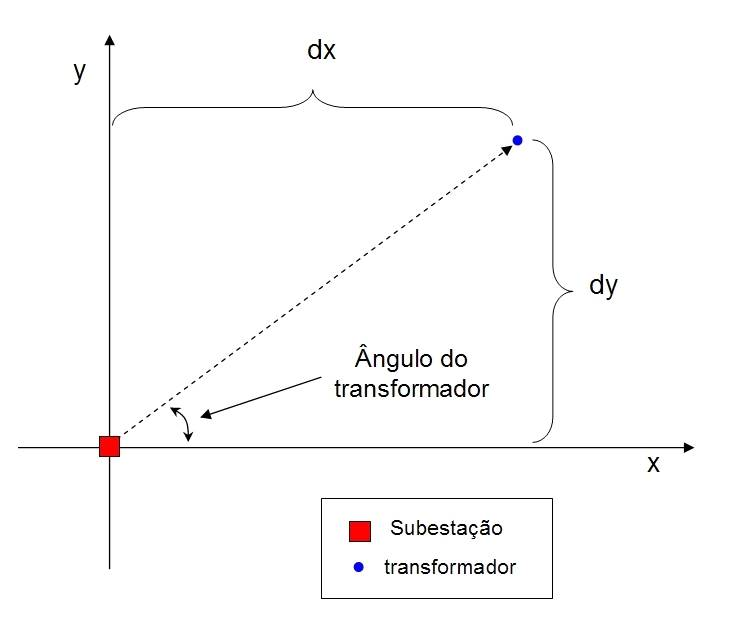 dx
y
dy
Ângulo do
transformador
x
Subestação
transformador